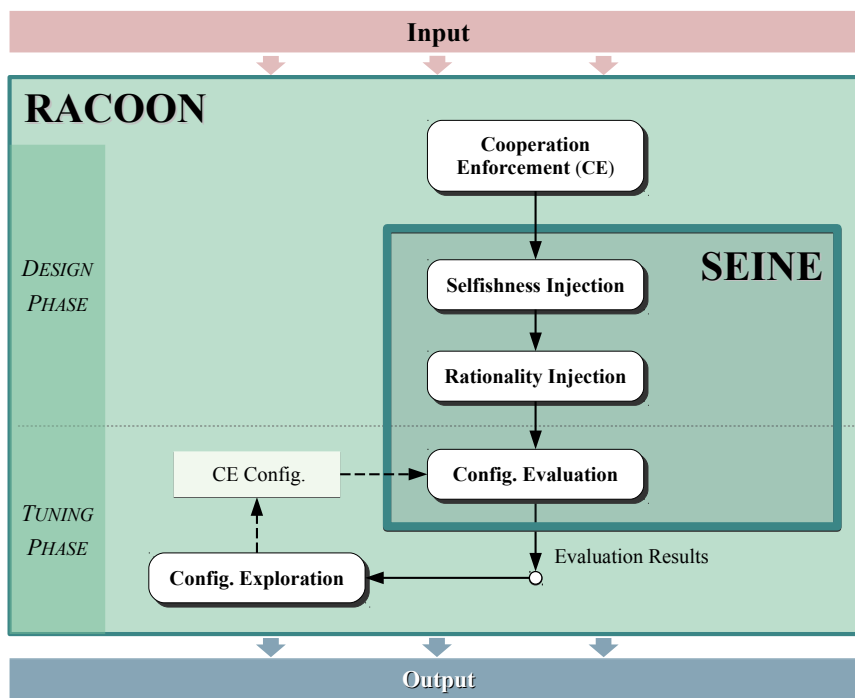 Input
RACOON
Cooperation
Enforcement (CE)
SEINE
DESIGN
PHASE
Selfishness Injection
Rationality Injection
CE Config.
Config. Evaluation
TUNING
PHASE
Evaluation Results
Config. Exploration
Output